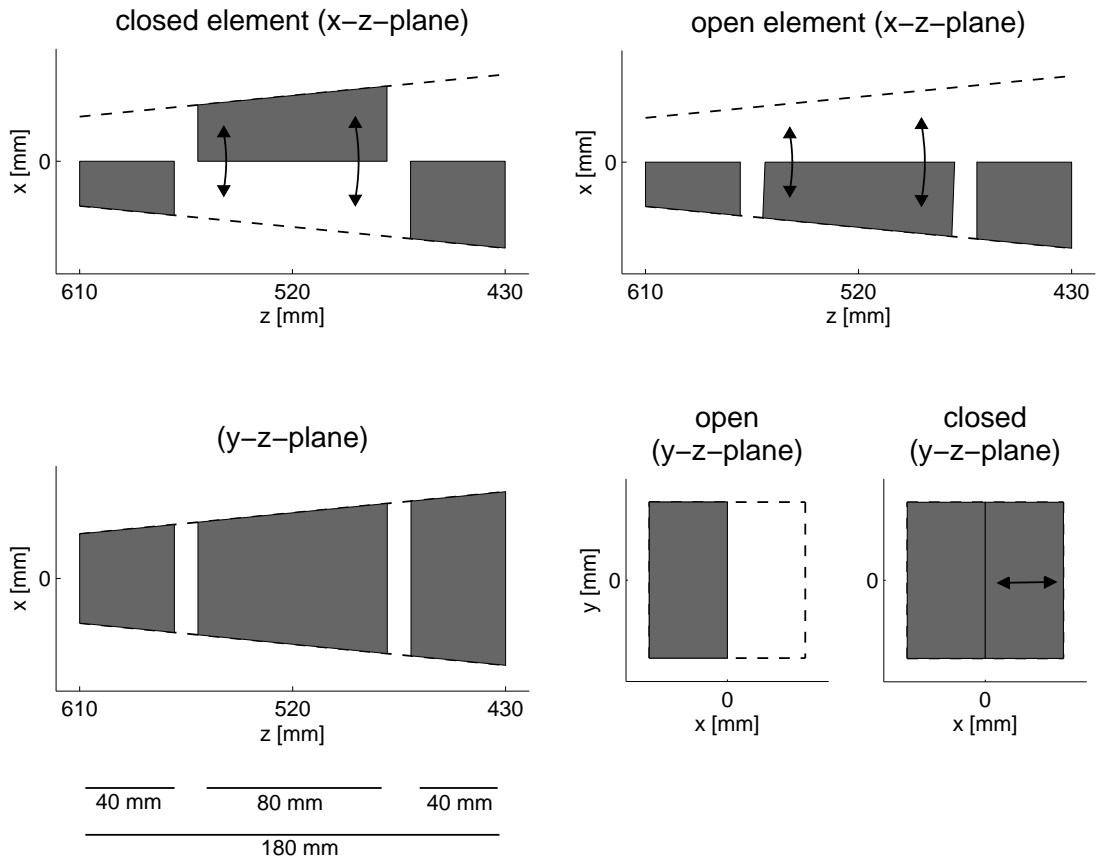 closed element (x−z−plane)
open element (x−z−plane)
x [mm]
0
610
520
430
z [mm]
x [mm]
0
610
520
430
z [mm]
(y−z−plane)
open
(y−z−plane)
closed
(y−z−plane)
x [mm]
0
610
520
430
z [mm]
y [mm]
0
0
x [mm]
0
0
x [mm]
40 mm
80 mm
40 mm
180 mm